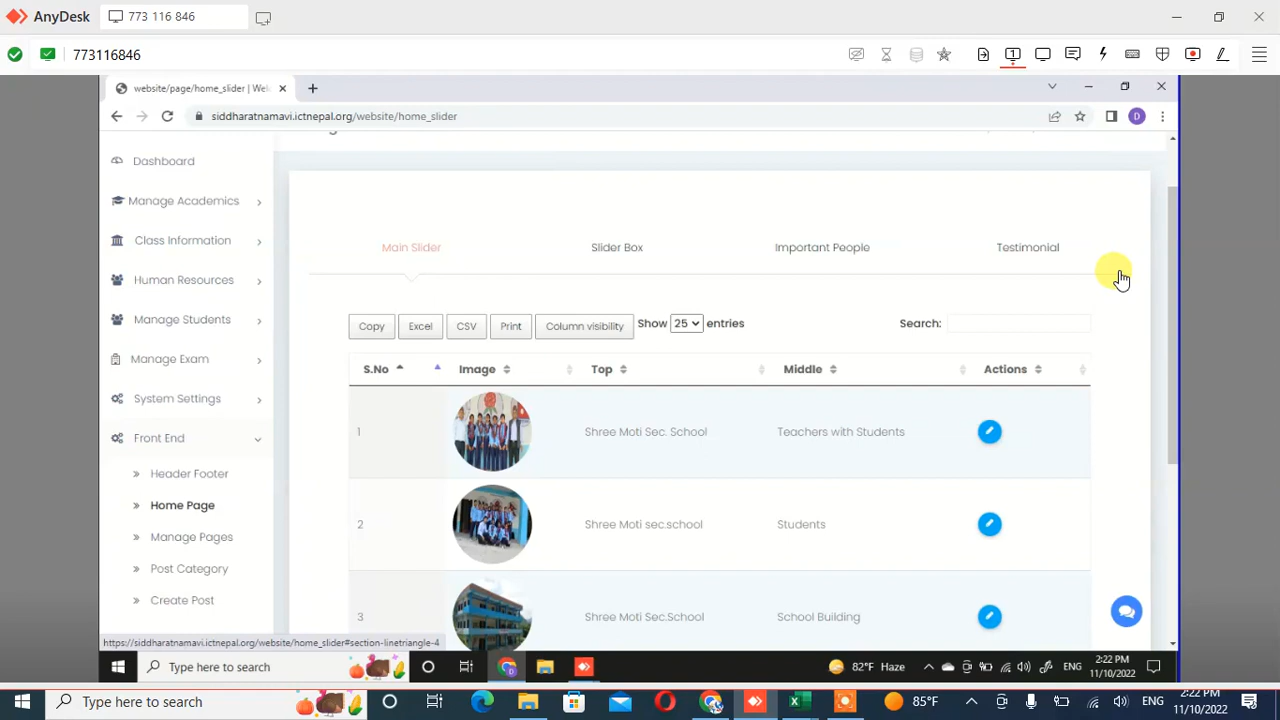 AnyDesk
773 116 846
773116846
website/page/home_slider | Wel
siddharatnamavi.ictnepal.org/website/home_slider
Dashboard
Manage Academics
Class Information
Human Resources
Manage Students
Manage Exam
System Settings
Front End
Header Footer
Home Page
Manage Pages
Post Category
Create Post
Main Slider
Slider Box
Important People
Testimonial
Copy
Excel
CSV
Print
Column visibility
Show 25 entries
Search:
S.No
Image
Top
Middle
Actions
1
Shree Moti Sec. School
Teachers with Students
2
Shree Moti sec.school
Students
3
Shree Moti Sec.School
School Building
https://siddharatnamavi.ictnepal.org/website/home_slider#section-linetriangle-4
Type here to search
82°F Haze
ENG
2:22 PM
11/10/2022
Type here to search
85°F
ENG
2:22 PM
11/10/2022